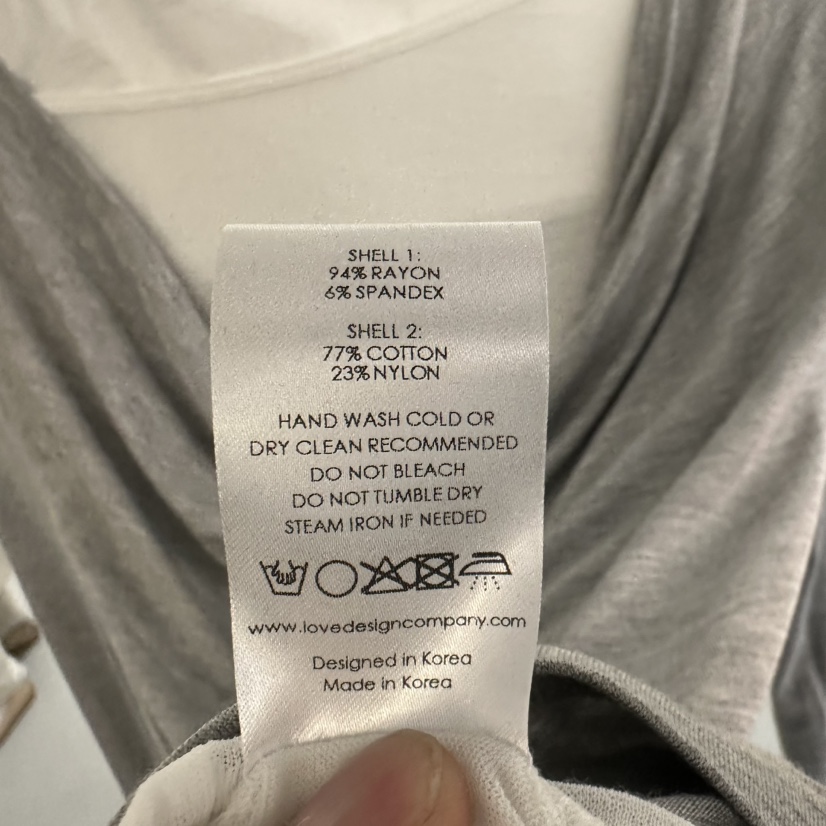 SHELL 1:
94% RAYON
6% SPANDEX
SHELL 2:
77% COTTON
23% NYLON
HAND WASH COLD OR
DRY CLEAN RECOMMENDED
DO NOT BLEACH
DO NOT TUMBLE DRY
STEAM IRON IF NEEDED
www.lovedesigncompany.com
Designed in Korea
Made in Korea